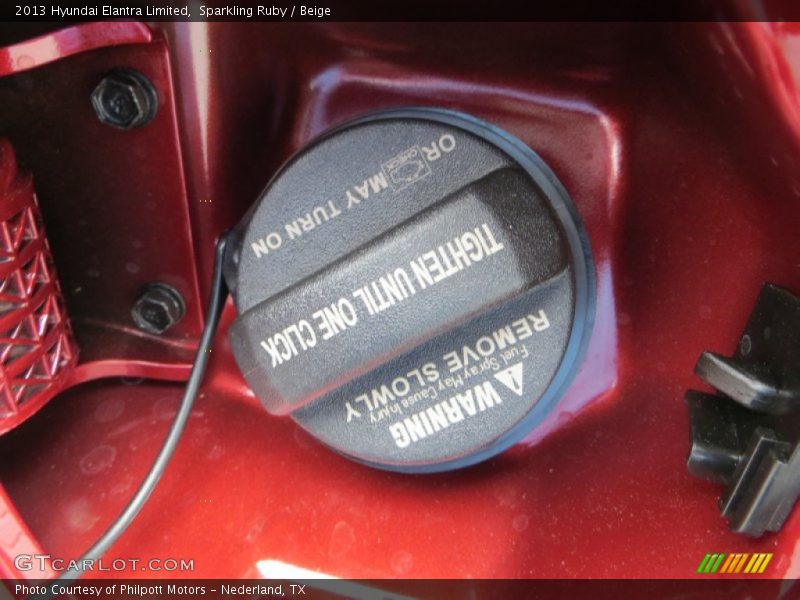 2013 Hyundai Elantra Limited, Sparkling Ruby / Beige
WARNING
Fuel Spray May Cause Injury
REMOVE SLOWLY
TIGHTEN UNTIL ONE CLICK
OR CHECK MAY TURN ON
GTCARLOT.COM
Photo Courtesy of Philpott Motors - Nederland, TX